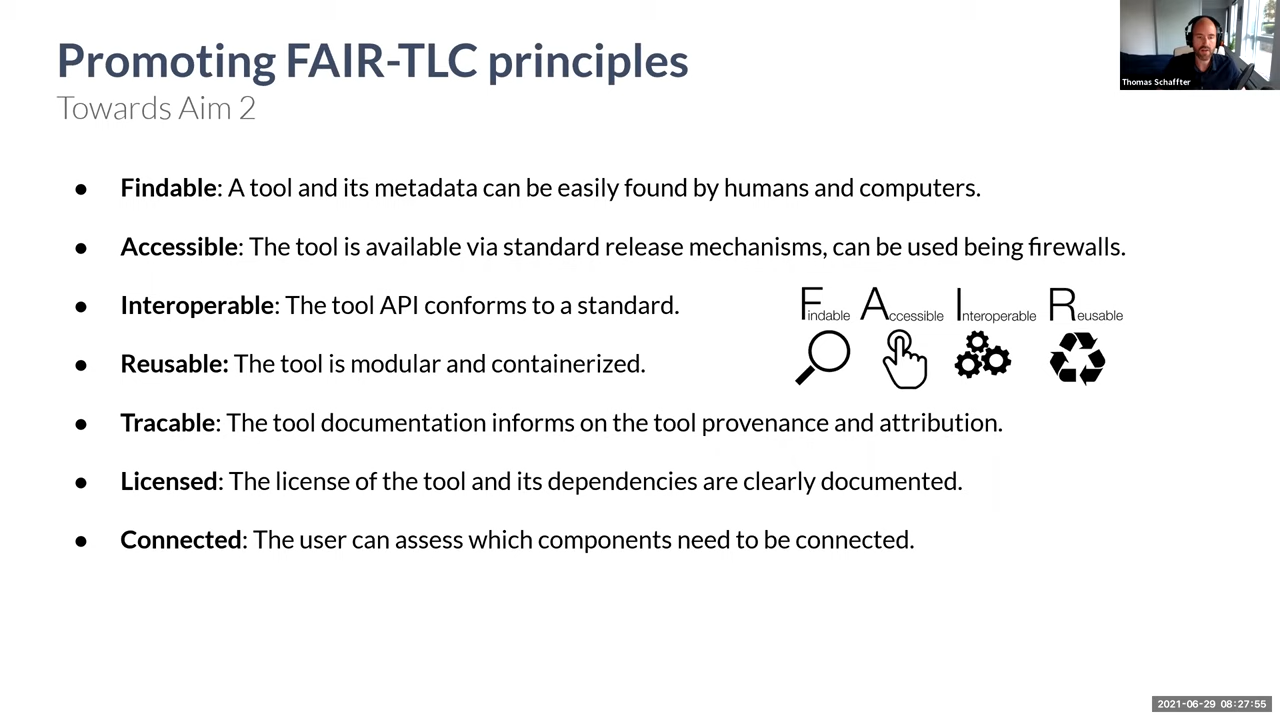 Promoting FAIR-TLC principles
Towards Aim 2
Thomas Schaffter
● Findable: A tool and its metadata can be easily found by humans and computers.
● Accessible: The tool is available via standard release mechanisms, can be used being firewalls.
● Interoperable: The tool API conforms to a standard.
Findable Accessible Interoperable Reusable
● Reusable: The tool is modular and containerized.
● Tracable: The tool documentation informs on the tool provenance and attribution.
● Licensed: The license of the tool and its dependencies are clearly documented.
● Connected: The user can assess which components need to be connected.
2021-06-29 08:27:55